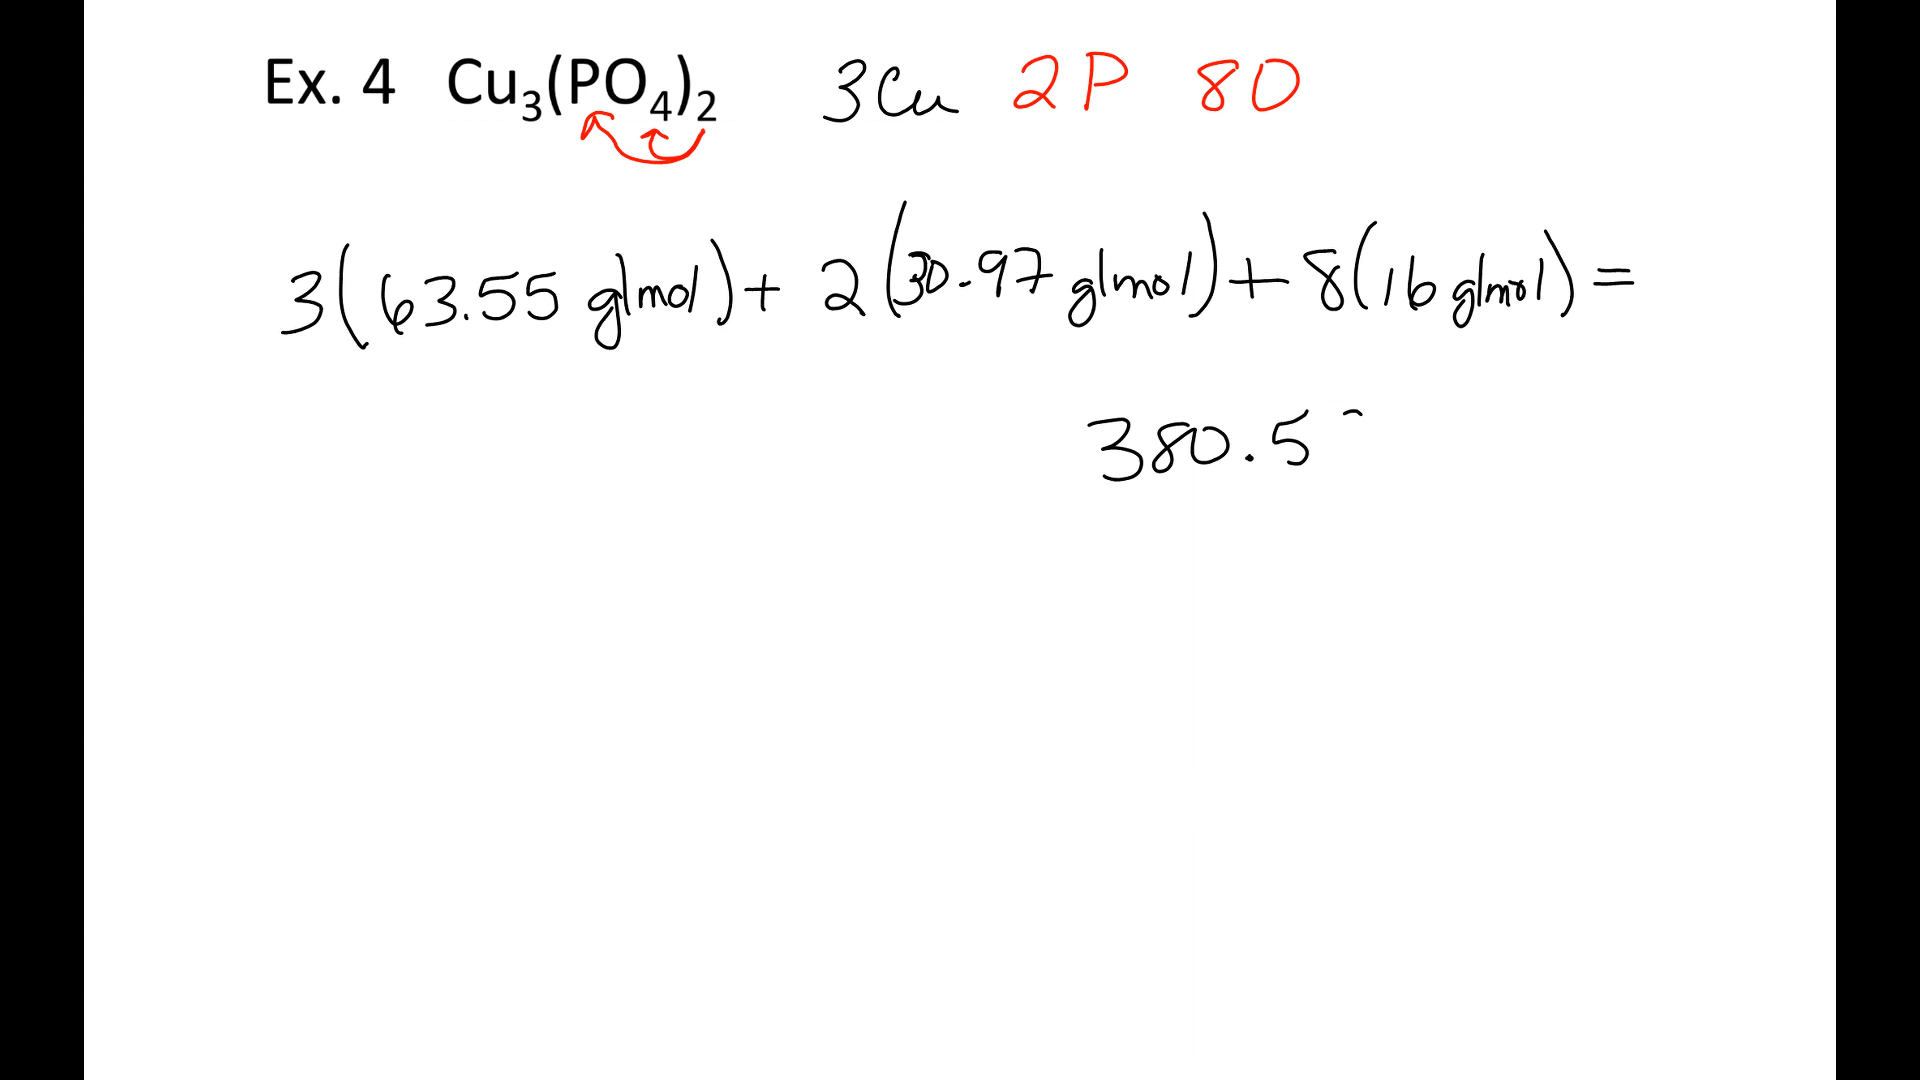 Ex. 4 Cu₃(PO₄)₂ 3Cu 2P 8O
3(63.55 g/mol) + 2(30.97 g/mol) + 8(16 g/mol) =
380.5